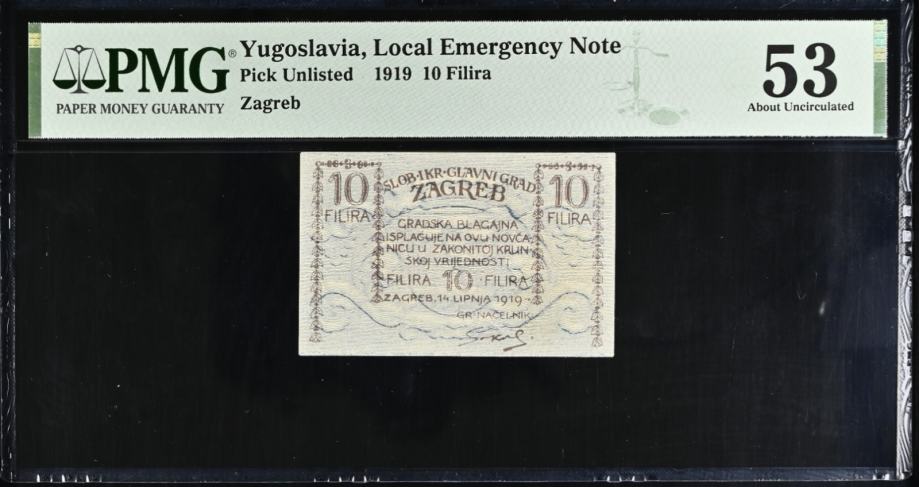 PMG®
PAPER MONEY GUARANTY
Yugoslavia, Local Emergency Note
Pick Unlisted 1919 10 Filira
Zagreb
53
About Uncirculated
10
FILIRA
SLOB·I KR·GLAVNI GRAD
ZAGREB
10
FILIRA
GRADSKA BLAGAJNA
ISPLAĆUJE NA OVU NOVČA,
NICU U ZAKONITOJ KRUN,
SKOJ VRIJEDNOSTI
FILIRA 10 FILIRA
ZAGREB, 14. LIPNJA 1919·
GR·NAČELNIK: